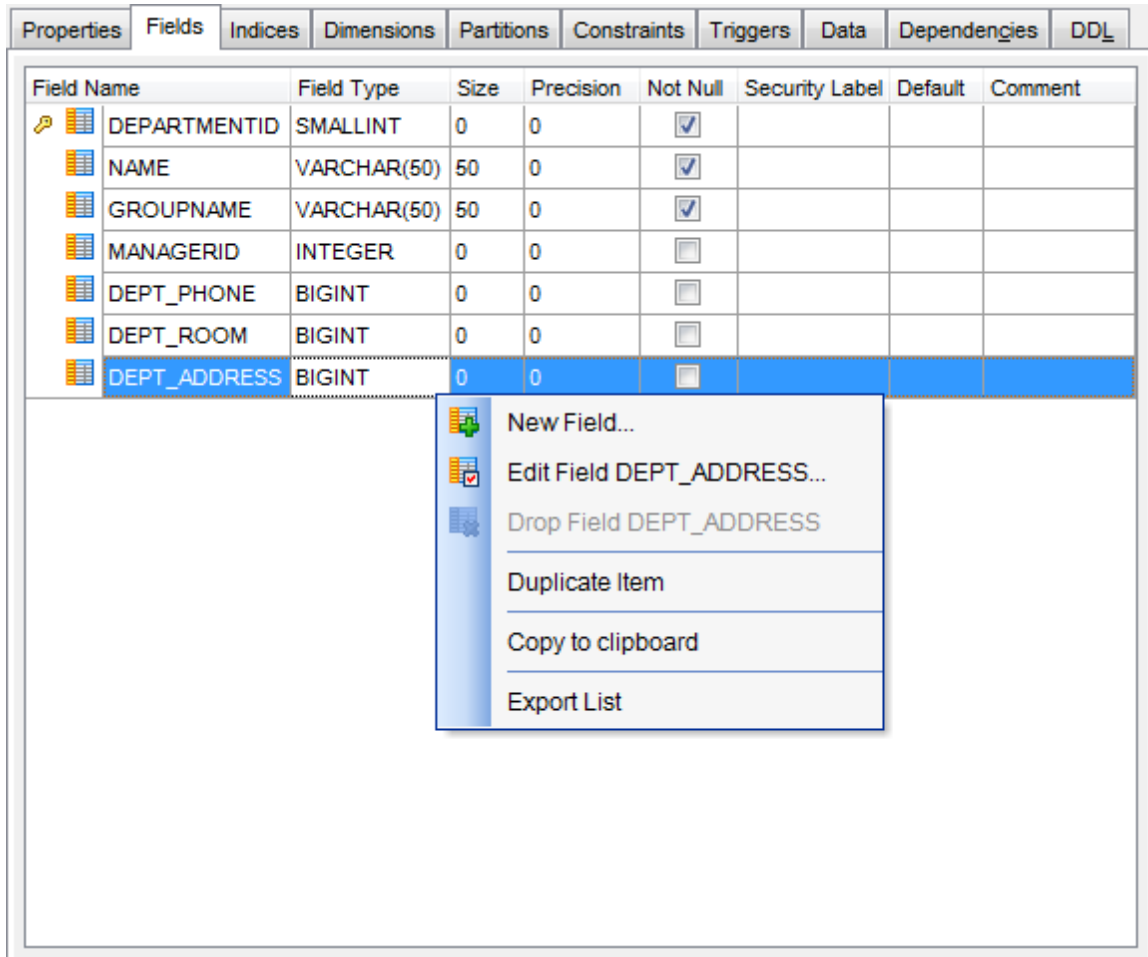 Properties Fields Indices Dimensions Partitions Constraints Triggers Data Dependencies DDL
Field Name Field Type Size Precision Not Null Security Label Default Comment
DEPARTMENTID SMALLINT 0 0
NAME VARCHAR(50) 50 0
GROUPNAME VARCHAR(50) 50 0
MANAGERID INTEGER 0 0
DEPT_PHONE BIGINT 0 0
DEPT_ROOM BIGINT 0 0
DEPT_ADDRESS BIGINT 0 0
New Field...
Edit Field DEPT_ADDRESS...
Drop Field DEPT_ADDRESS
Duplicate Item
Copy to clipboard
Export List